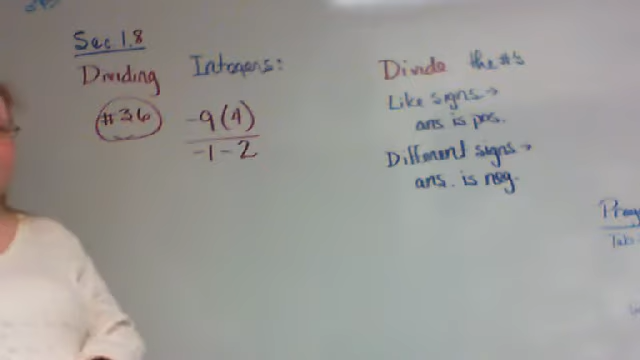 Sec 1.8
Dividing Integers:
#36
-9(4)
-1-2
Divide the #s
Like signs →
ans is pos.
Different signs →
ans. is neg.